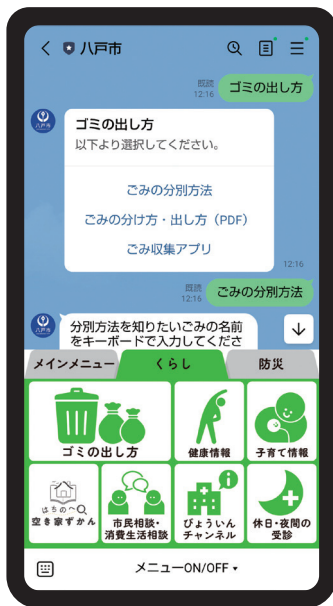 八戸市
既読
12:16
ゴミの出し方
八戸市
ゴミの出し方
以下より選択してください。
ごみの分別方法
ごみの分け方・出し方（PDF）
ごみ収集アプリ
12:16
既読
12:16
ごみの分別方法
八戸市
分別方法を知りたいごみの名前
をキーボードで入力してくださ
メインメニュー
くらし
防災
ゴミの出し方
健康情報
子育て情報
はちの〜
空き家ずかん
市民相談・
消費生活相談
びょういん
チャンネル
休日・夜間の
受診
メニューON/OFF